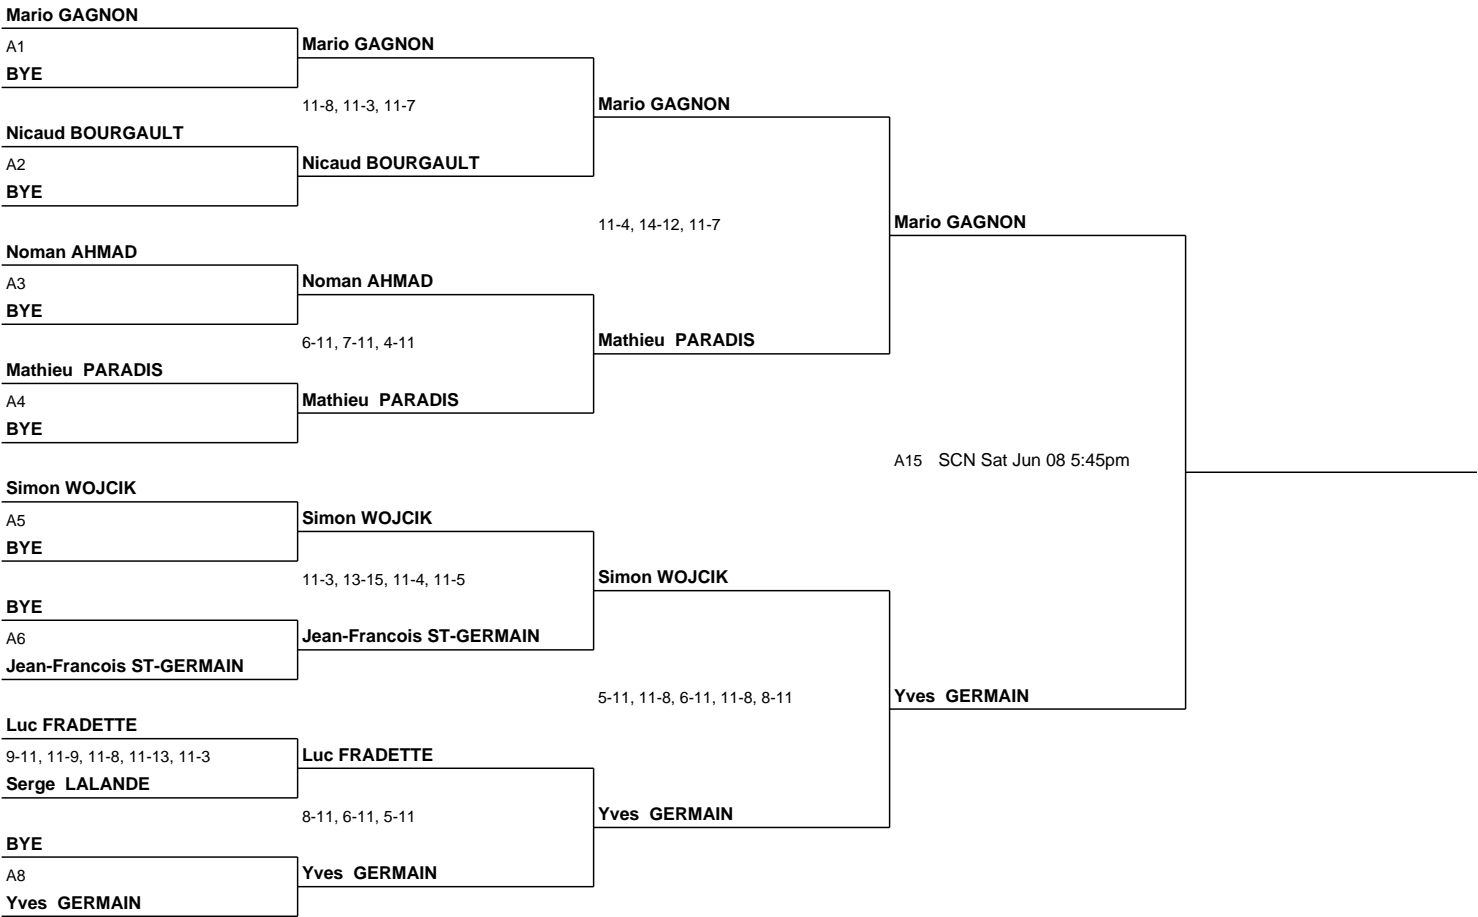 Mario GAGNON
A1
BYE
Mario GAGNON
11-8, 11-3, 11-7
Nicaud BOURGAULT
A2
BYE
Nicaud BOURGAULT
Mario GAGNON
11-4, 14-12, 11-7
Noman AHMAD
A3
BYE
Noman AHMAD
6-11, 7-11, 4-11
Mathieu  PARADIS
A4
BYE
Mathieu  PARADIS
Mathieu  PARADIS
Mario GAGNON
A15 SCN Sat Jun 08 5:45pm
Simon WOJCIK
A5
BYE
Simon WOJCIK
11-3, 13-15, 11-4, 11-5
BYE
A6
Jean-Francois ST-GERMAIN
Jean-Francois ST-GERMAIN
Simon WOJCIK
5-11, 11-8, 6-11, 11-8, 8-11
Luc FRADETTE
9-11, 11-9, 11-8, 11-13, 11-3
Serge  LALANDE
Luc FRADETTE
8-11, 6-11, 5-11
BYE
A8
Yves  GERMAIN
Yves  GERMAIN
Yves  GERMAIN
Yves  GERMAIN